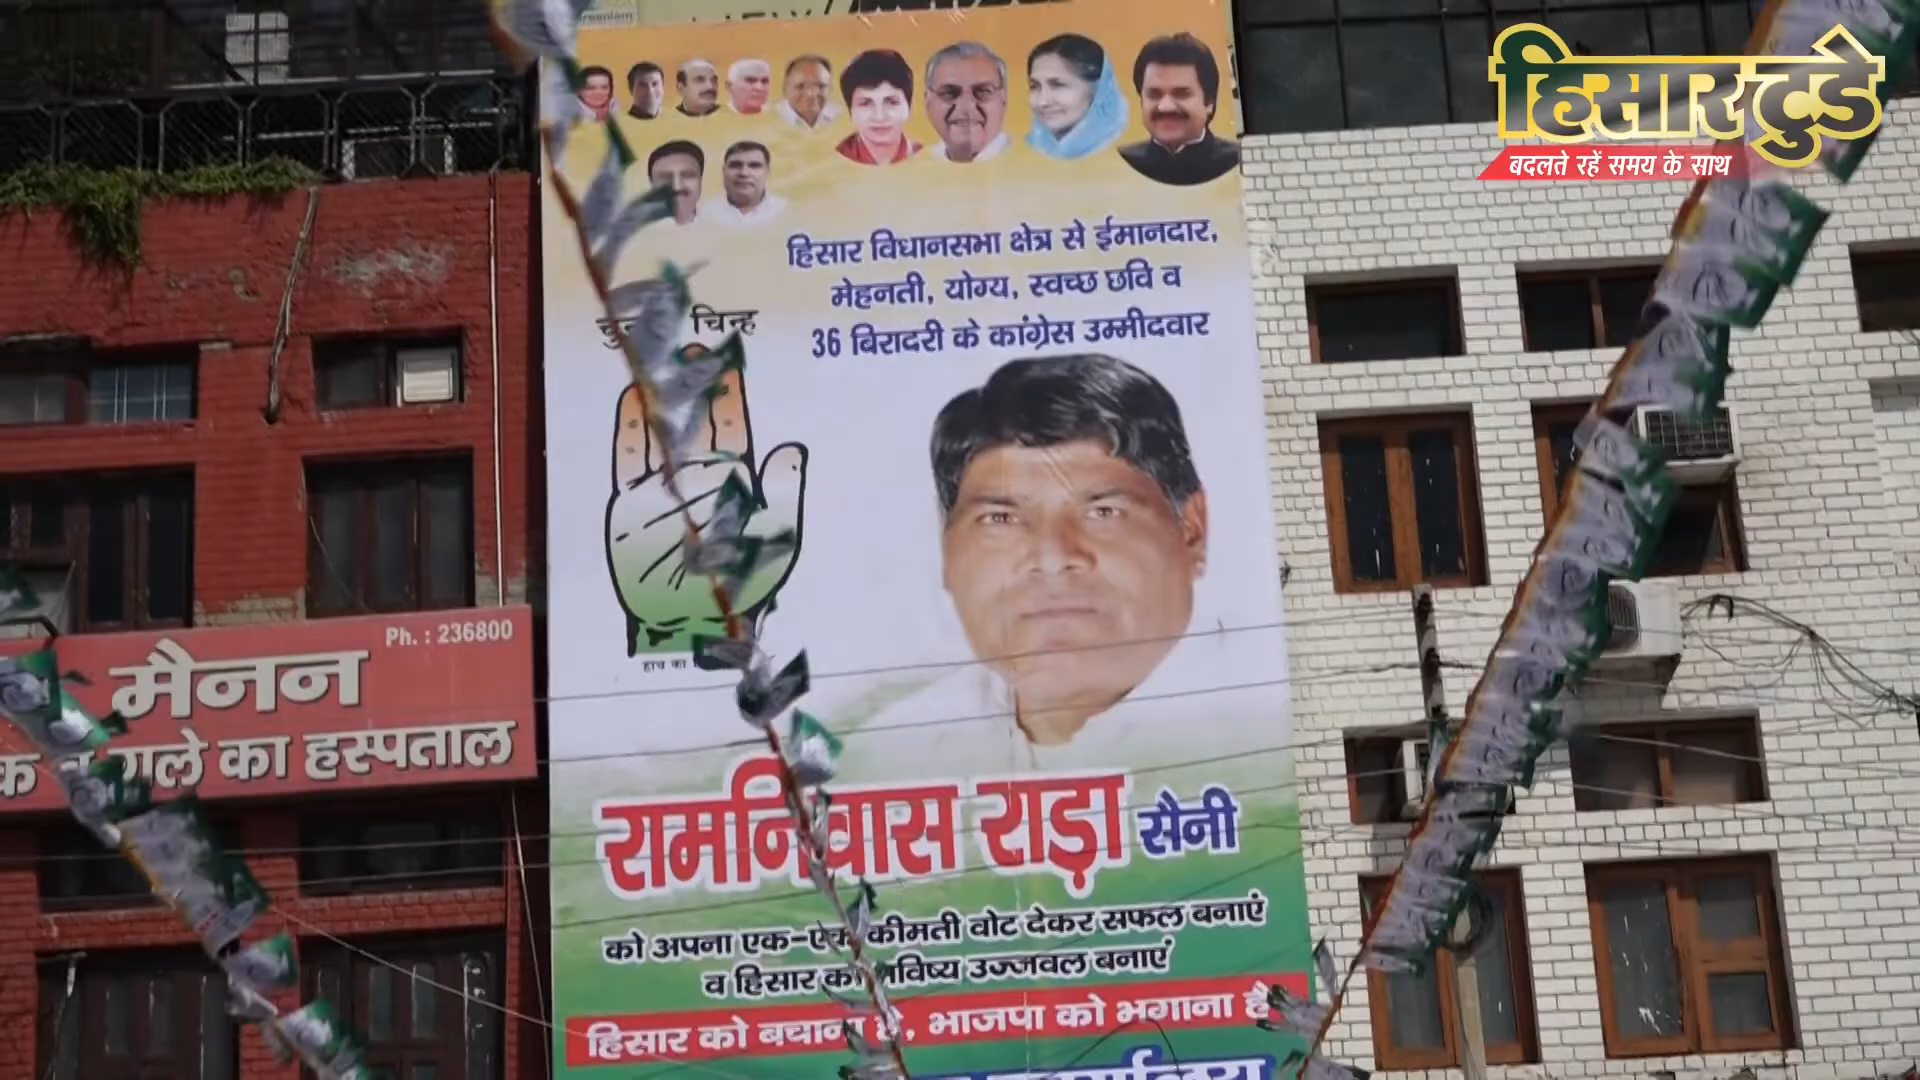 हिसार टुडे
बदलते रहें समय के साथ
हिसार विधानसभा क्षेत्र से ईमानदार,
मेहनती, योग्य, स्वच्छ छवि व
36 बिरादरी के कांग्रेस उम्मीदवार
चिन्ह
हाथ का
Ph. : 236800
मैनन
गले का हस्पताल
रामनिवास राड़ा सैनी
को अपना एक-एक कीमती वोट देकर सफल बनाएं
व हिसार का भविष्य उज्जवल बनाएं
हिसार को बचाना है, भाजपा को भगाना है